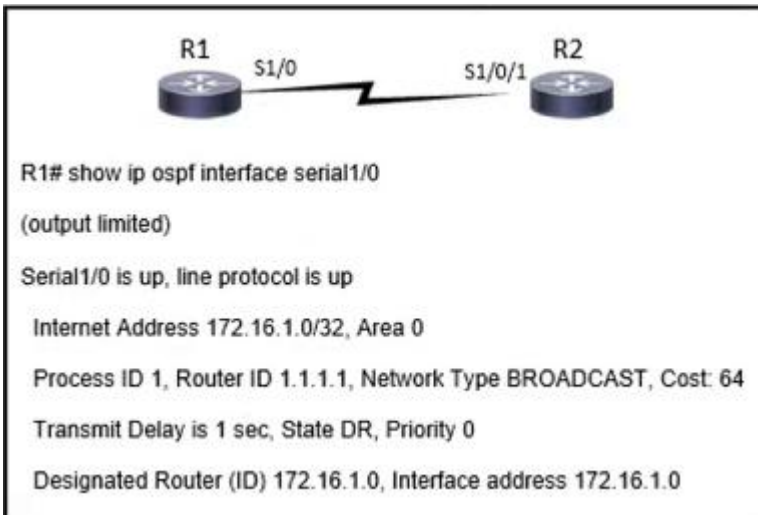 R1
R2
S1/0
S1/0/1
R1# show ip ospf interface serial1/0
(output limited)
Serial1/0 is up, line protocol is up
Internet Address 172.16.1.0/32, Area 0
Process ID 1, Router ID 1.1.1.1, Network Type BROADCAST, Cost: 64
Transmit Delay is 1 sec, State DR, Priority 0
Designated Router (ID) 172.16.1.0, Interface address 172.16.1.0